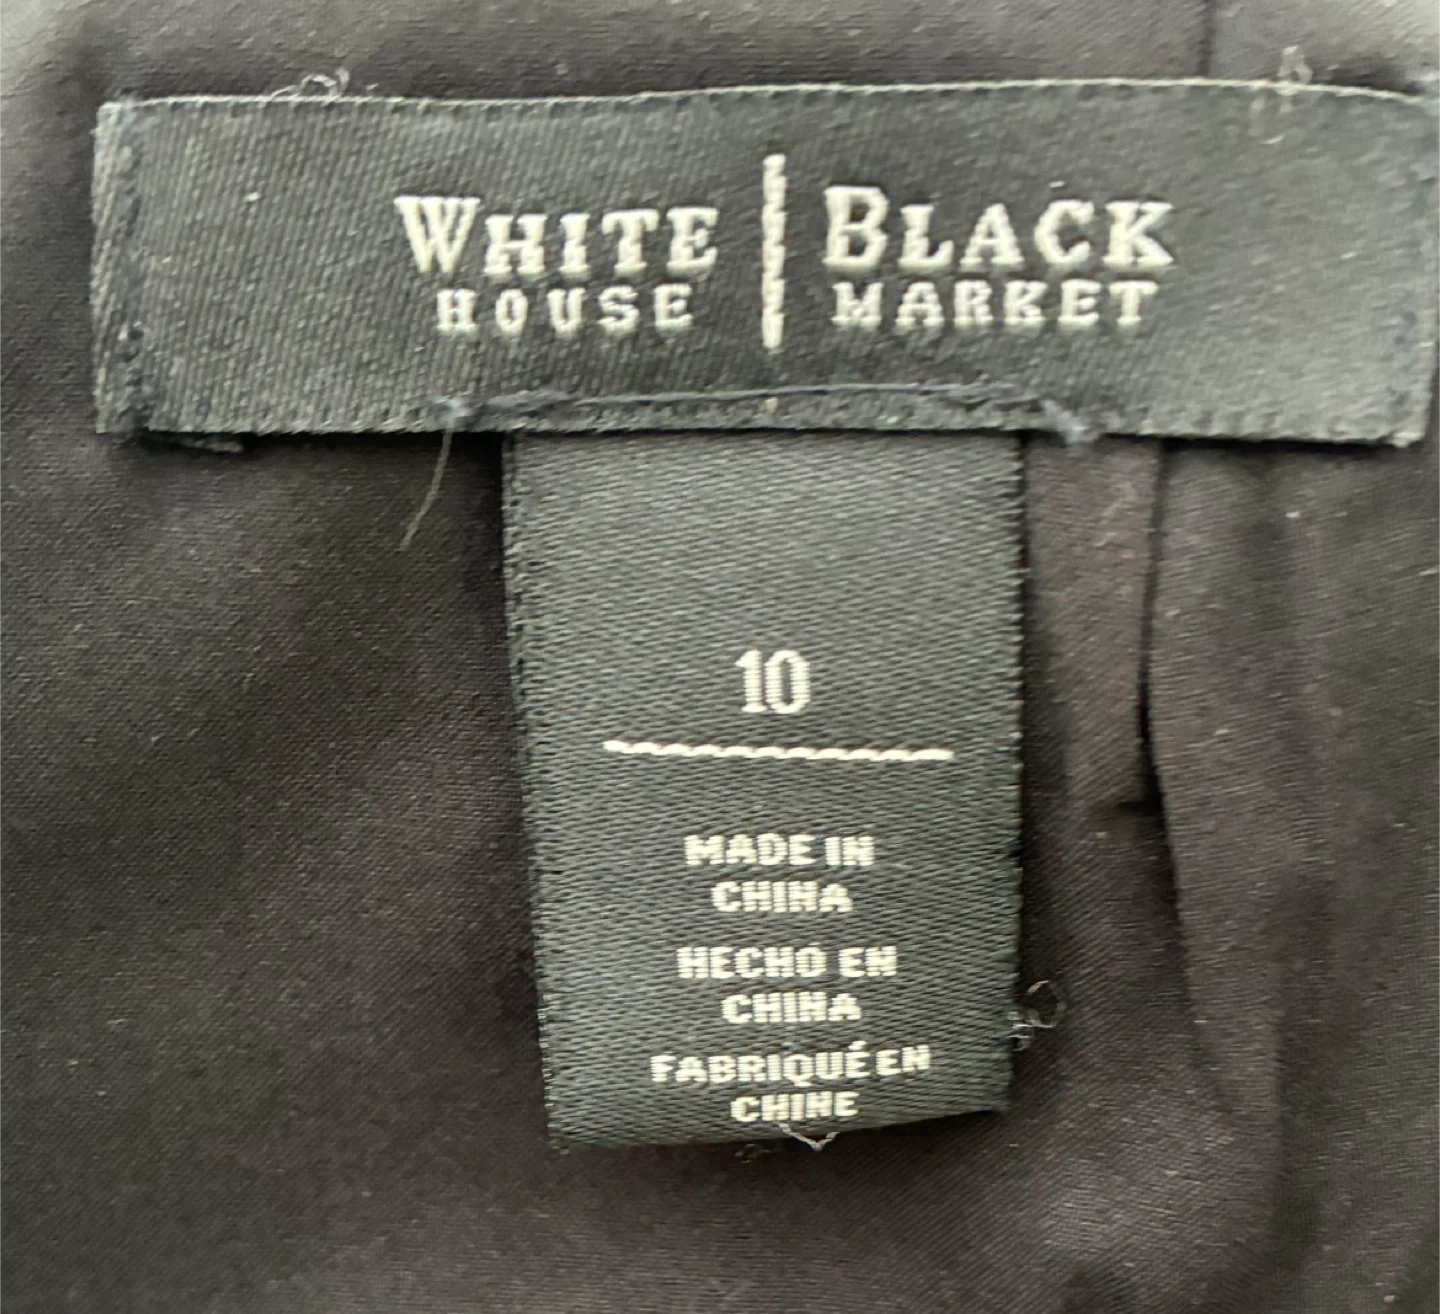 WHITE | BLACK
HOUSE | MARKET
10
MADE IN
CHINA
HECHO EN
CHINA
FABRIQUÉ EN
CHINE